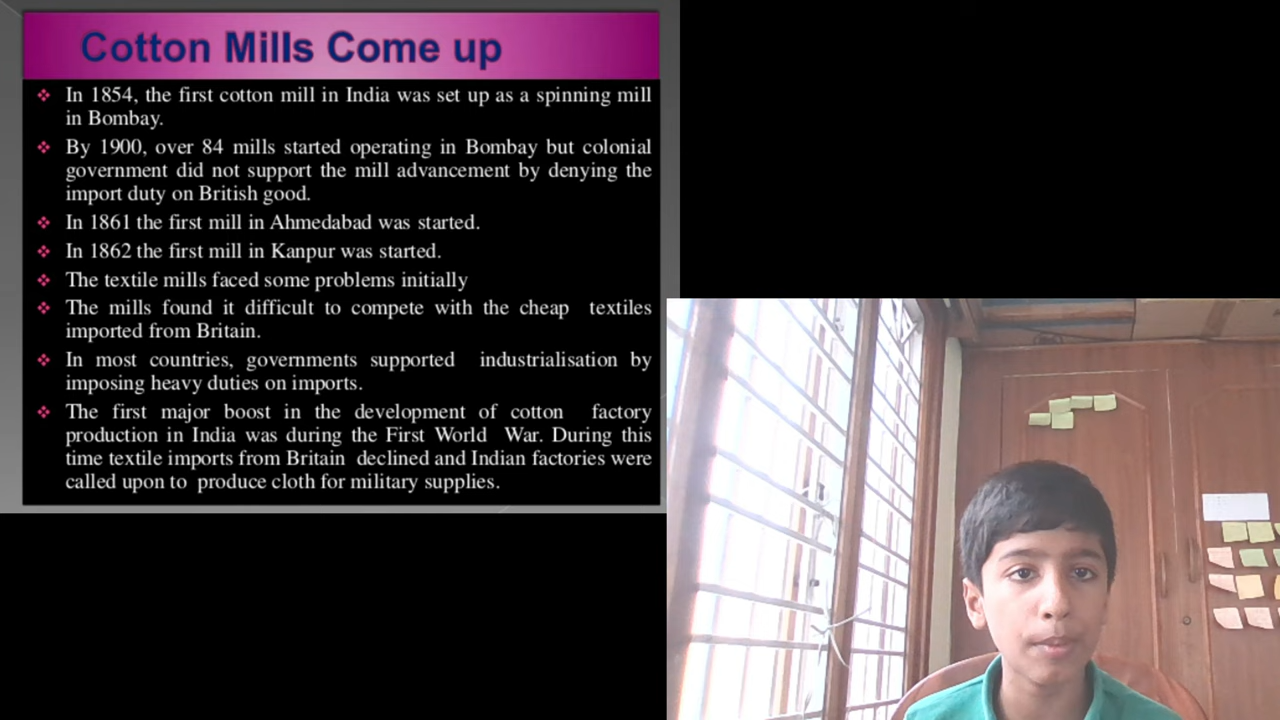 Cotton Mills Come up
In 1854, the first cotton mill in India was set up as a spinning mill
in Bombay.
By 1900, over 84 mills started operating in Bombay but colonial
government did not support the mill advancement by denying the
import duty on British good.
In 1861 the first mill in Ahmedabad was started.
In 1862 the first mill in Kanpur was started.
The textile mills faced some problems initially
The mills found it difficult to compete with the cheap textiles
imported from Britain.
In most countries, governments supported industrialisation by
imposing heavy duties on imports.
The first major boost in the development of cotton factory
production in India was during the First World War. During this
time textile imports from Britain declined and Indian factories were
called upon to produce cloth for military supplies.